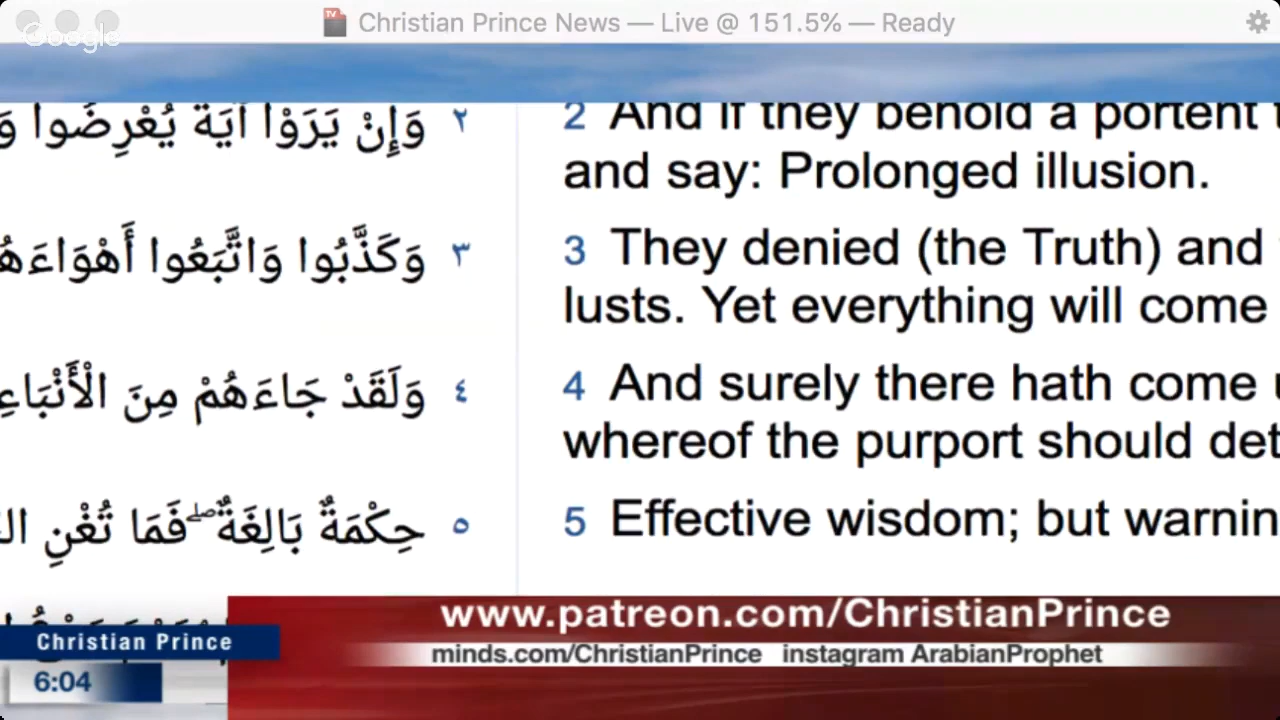 Christian Prince News — Live @ 151.5% — Ready
Google
٢ وَإِنْ يَرَوْا آيَةً يُعْرِضُوا
2 And if they behold a portent
and say: Prolonged illusion.
٣ وَكَذَّبُوا وَاتَّبَعُوا أَهْوَاءَهُ
3 They denied (the Truth) and
lusts. Yet everything will come
٤ وَلَقَدْ جَاءَهُمْ مِنَ الْأَنْبَاءِ
4 And surely there hath come
whereof the purport should det
٥ حِكْمَةٌ بَالِغَةٌ ۖ فَمَا تُغْنِ
5 Effective wisdom; but warnin
www.patreon.com/ChristianPrince
Christian Prince
minds.com/ChristianPrince instagram ArabianProphet
6:04